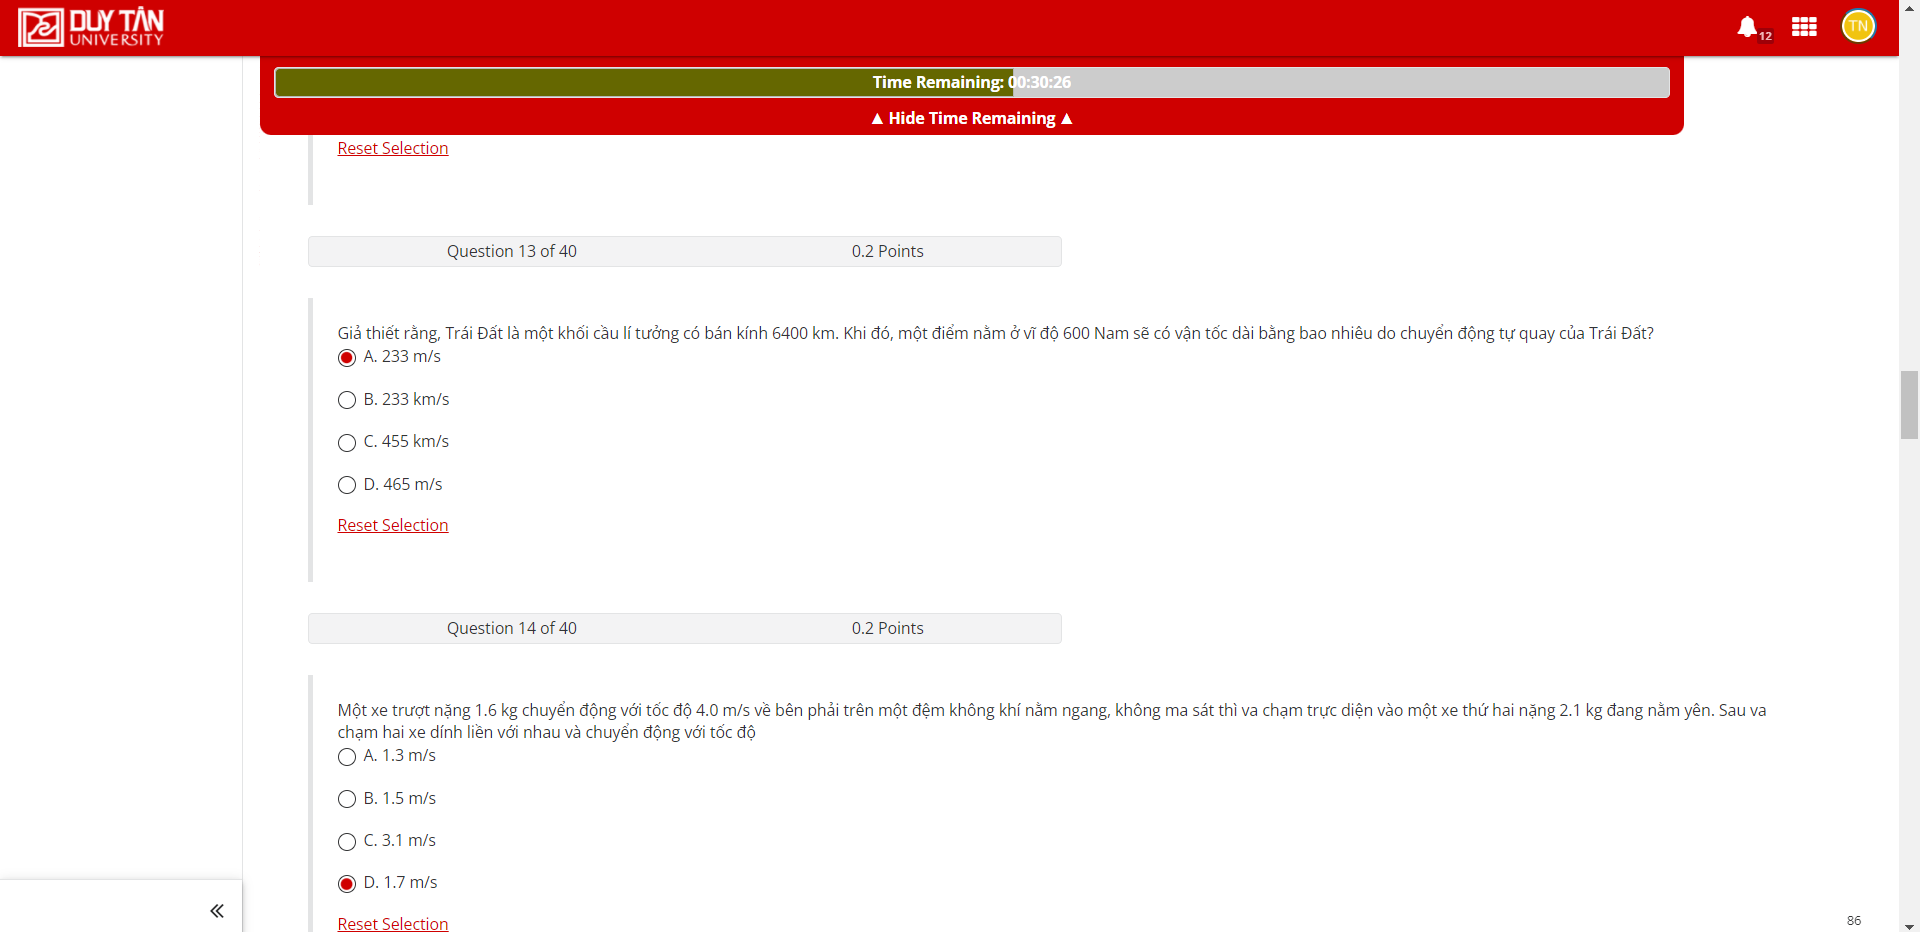 DUY TÂN
UNIVERSITY
12
TN
Time Remaining: 00:30:26
▲ Hide Time Remaining ▲
Reset Selection
Question 13 of 40 0.2 Points
Giả thiết rằng, Trái Đất là một khối cầu lí tưởng có bán kính 6400 km. Khi đó, một điểm nằm ở vĩ độ 600 Nam sẽ có vận tốc dài bằng bao nhiêu do chuyển động tự quay của Trái Đất?
A. 233 m/s
B. 233 km/s
C. 455 km/s
D. 465 m/s
Reset Selection
Question 14 of 40 0.2 Points
Một xe trượt nặng 1.6 kg chuyển động với tốc độ 4.0 m/s về bên phải trên một đệm không khí nằm ngang, không ma sát thì va chạm trực diện vào một xe thứ hai nặng 2.1 kg đang nằm yên. Sau va
chạm hai xe dính liền với nhau và chuyển động với tốc độ
A. 1.3 m/s
B. 1.5 m/s
C. 3.1 m/s
D. 1.7 m/s
Reset Selection
86